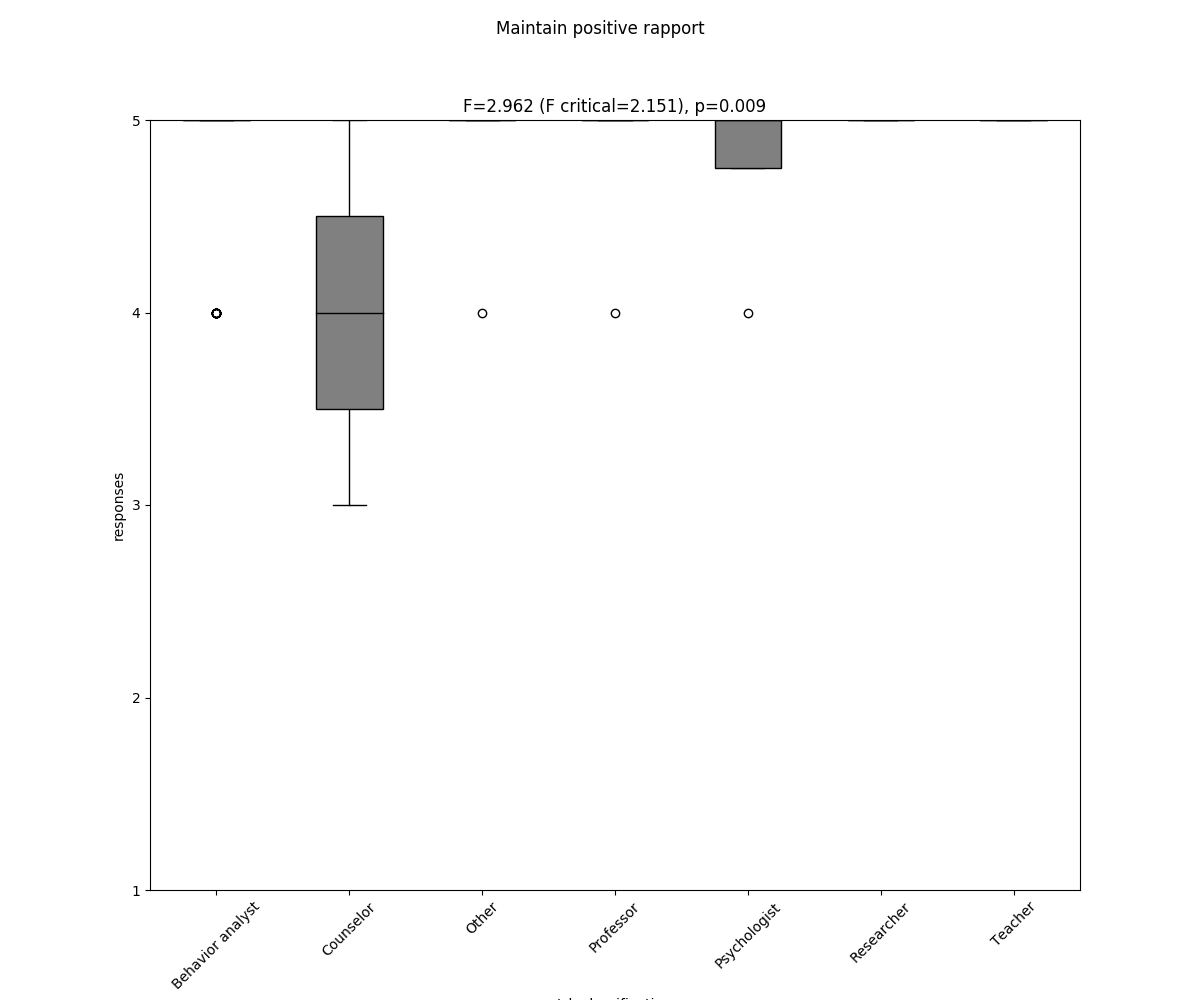 Maintain positive rapport
F=2.962 (F critical=2.151), p=0.009
5
4
3
2
1
responses
Behavior analyst
Counselor
Other
Professor
Psychologist
Researcher
Teacher